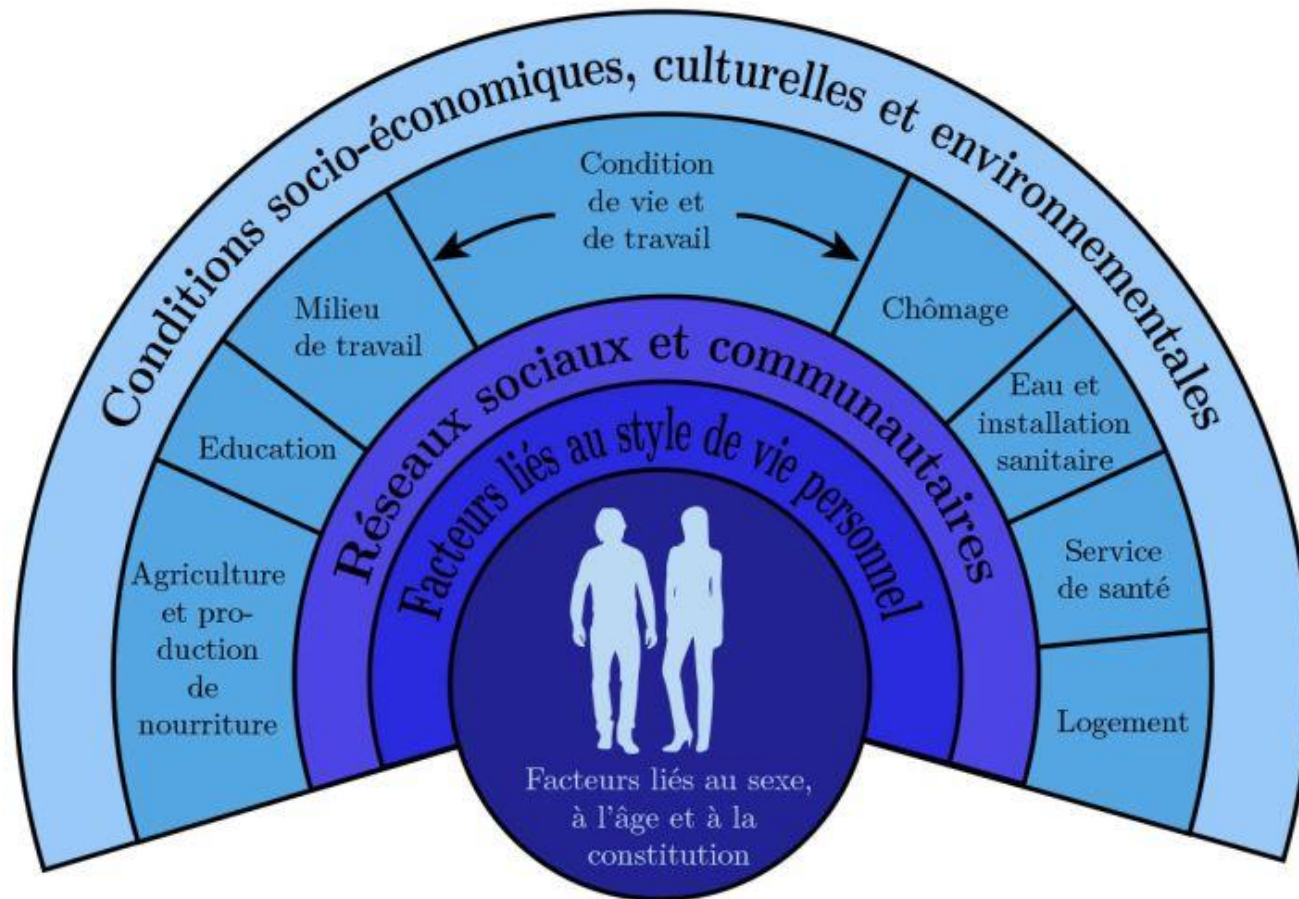 Conditions socio-économiques, culturelles et environnementales
Condition
de vie et
de travail
Milieu
de travail
Chômage
Education
Eau et
installation
sanitaire
Agriculture
et pro-
duction
de
nourriture
Service
de santé
Logement
Réseaux sociaux et communautaires
Facteurs liés au style de vie personnel
Facteurs liés au sexe,
à l'âge et à la
constitution